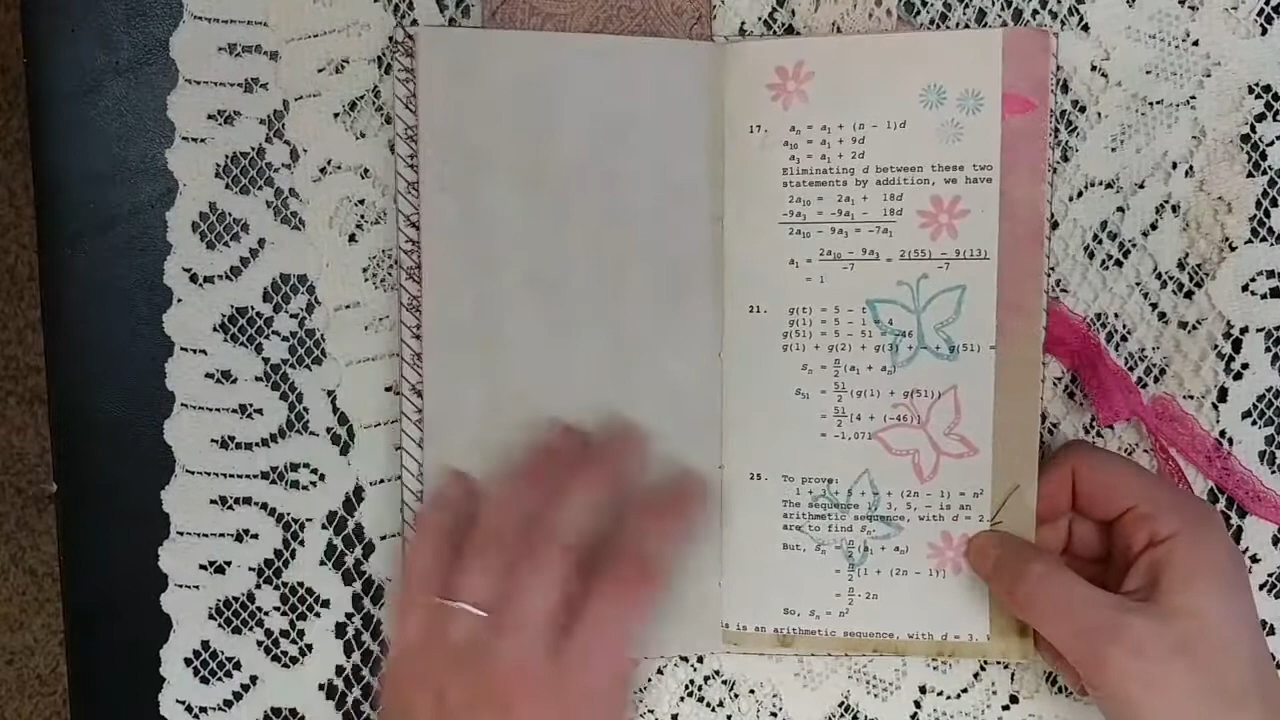 17. aₙ = a₁ + (n − 1)d
a₁₀ = a₁ + 9d
a₃ = a₁ + 2d
Eliminating d between these two
statements by addition, we have
2a₁₀ = 2a₁ + 18d
−9a₃ = −9a₁ − 18d
2a₁₀ − 9a₃ = −7a₁
a₁ = (2a₁₀ − 9a₃)/−7 = (2(55) − 9(13))/−7
= 1
21. g(t) = 5 − t
g(1) = 5 − 1 = 4
g(51) = 5 − 51 = −46
g(1) + g(2) + g(3) + ⋯ + g(51) =
Sₙ = n/2(a₁ + aₙ)
S₅₁ = 51/2(g(1) + g(51))
= 51/2[4 + (−46)]
= −1,071
25. To prove:
1 + 3 + 5 + ⋯ + (2n − 1) = n²
The sequence 1, 3, 5, ⋯ is an
arithmetic sequence, with d = 2.
are to find Sₙ.
But, Sₙ = n/2(a₁ + aₙ)
= n/2[1 + (2n − 1)]
= n/2·2n
So, Sₙ = n²
is is an arithmetic sequence, with d = 3.